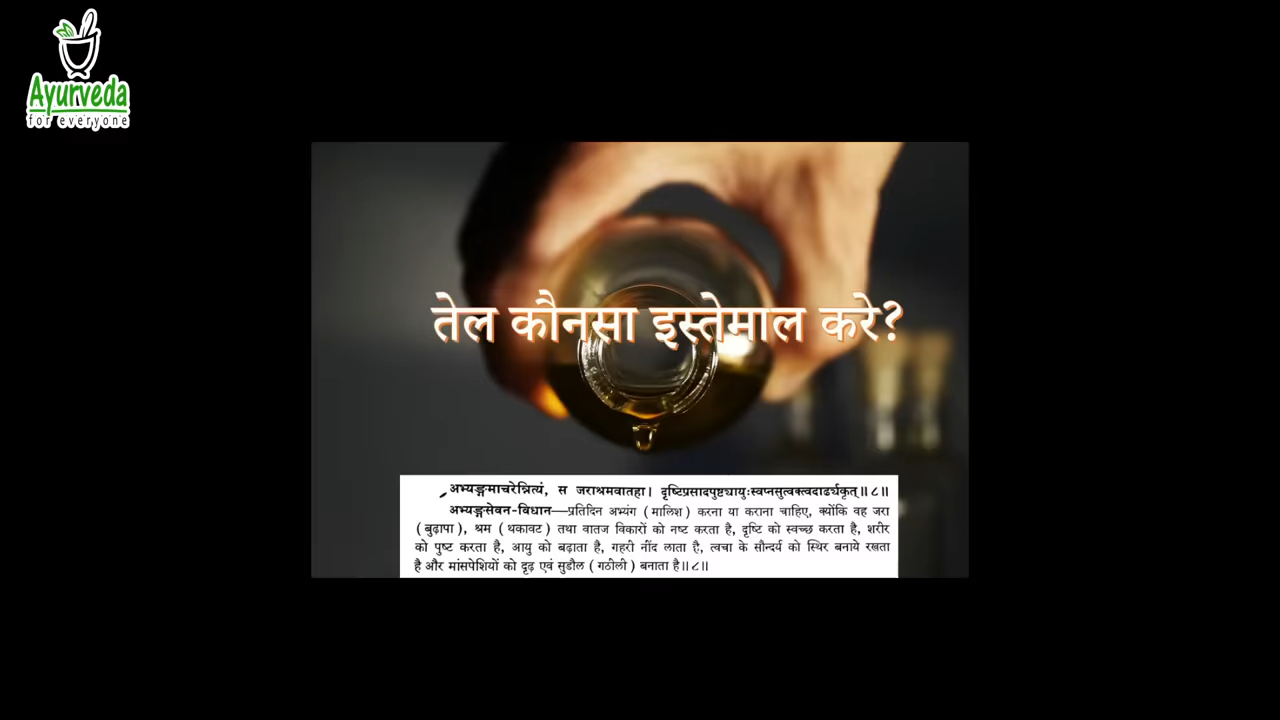 Ayurveda
for everyone
तेल कौनसा इस्तेमाल करे?
अभ्यङ्गमाचरेन्नित्यं, स जराश्रमवातहा। दृष्टिप्रसादपुष्ट्यायुःस्वप्नसुत्वक्त्वदार्ढ्यकृत्॥८॥
अभ्यङ्गसेवन-विधान—प्रतिदिन अभ्यंग (मालिश) करना या कराना चाहिए, क्योंकि वह जरा
(बुढ़ापा), श्रम (थकावट) तथा वातज विकारों को नष्ट करता है, दृष्टि को स्वच्छ करता है, शरीर
को पुष्ट करता है, आयु को बढ़ाता है, गहरी नींद लाता है, त्वचा के सौन्दर्य को स्थिर बनाये रखता
है और मांसपेशियों को दृढ़ एवं सुडौल (गठीली) बनाता है॥८॥